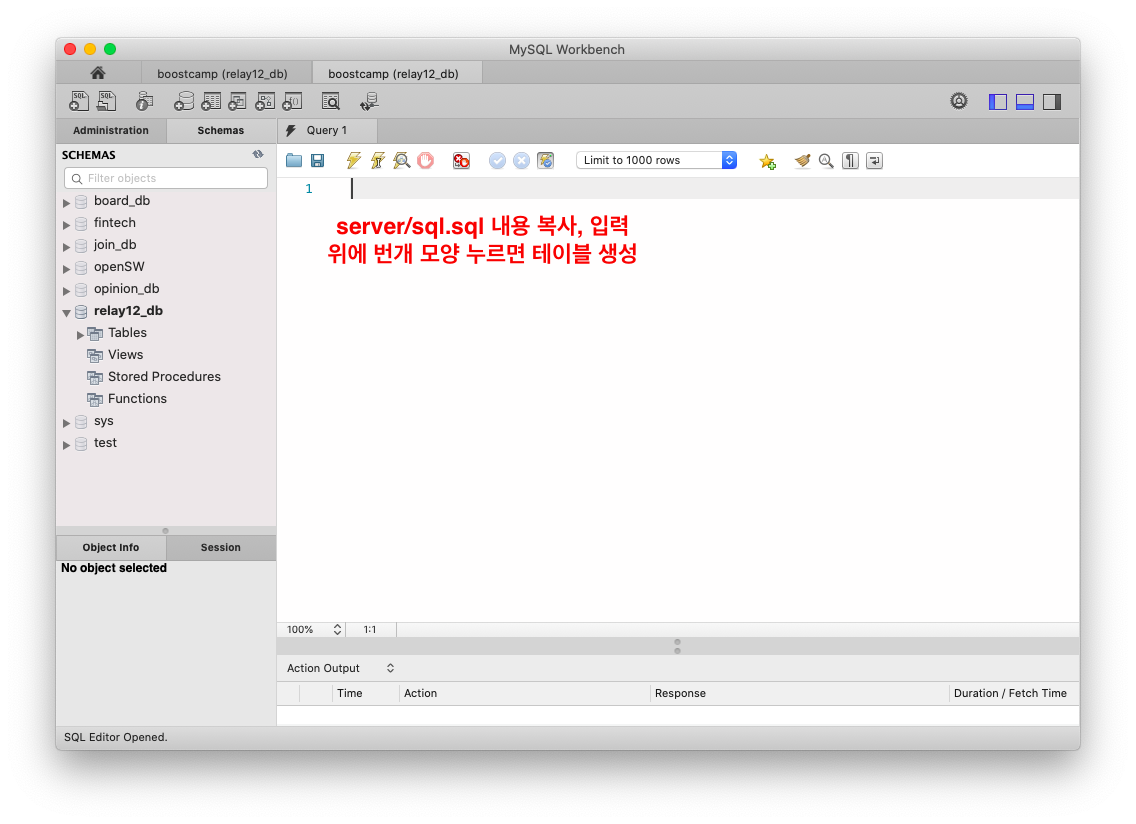 MySQL Workbench
boostcamp (relay12_db)
boostcamp (relay12_db)
SQL
SQL
Administration
Schemas
Query 1
SCHEMAS
Filter objects
Limit to 1000 rows
board_db
fintech
join_db
openSW
opinion_db
relay12_db
Tables
Views
Stored Procedures
Functions
sys
test
1
server/sql.sql 내용 복사, 입력
위에 번개 모양 누르면 테이블 생성
Object Info
Session
No object selected
100%
1:1
Action Output
Time
Action
Response
Duration / Fetch Time
SQL Editor Opened.